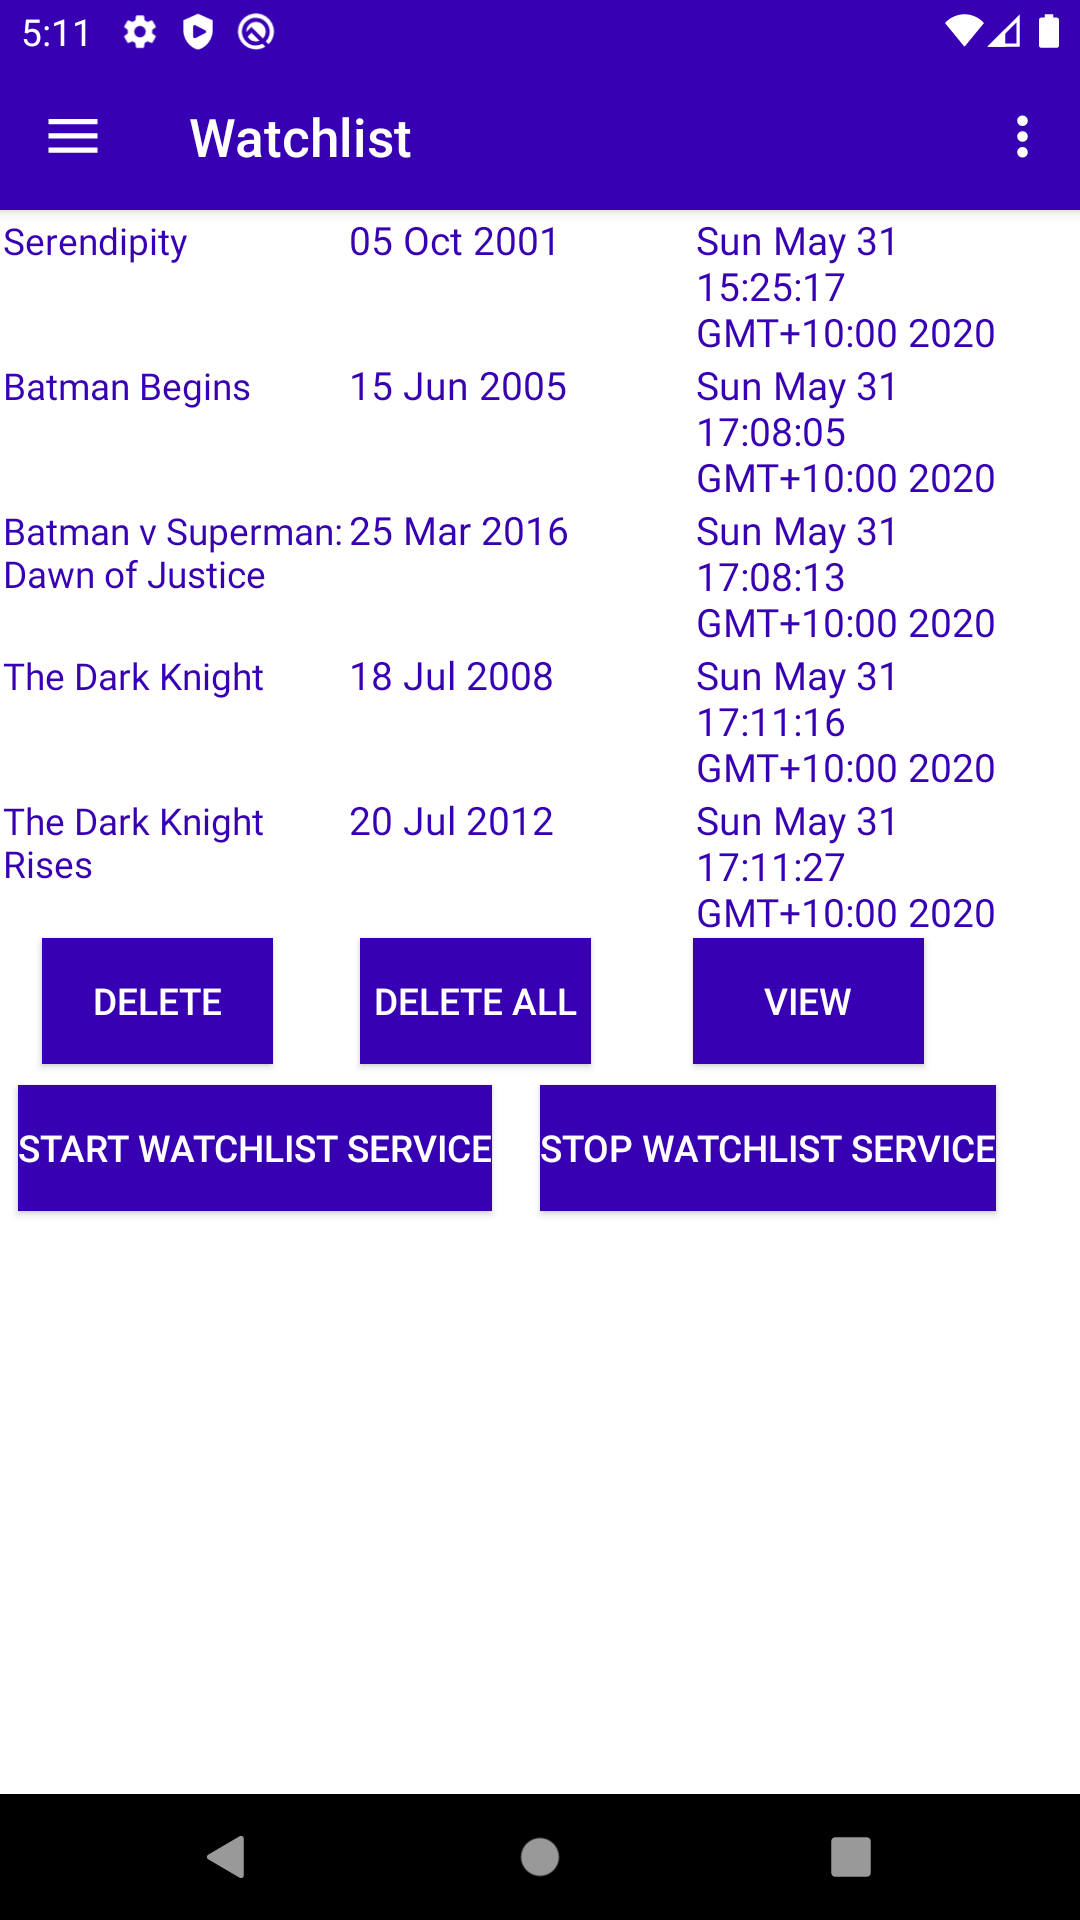 5:11
Watchlist
Serendipity 05 Oct 2001 Sun May 31
15:25:17
GMT+10:00 2020
Batman Begins 15 Jun 2005 Sun May 31
17:08:05
GMT+10:00 2020
Batman v Superman: 25 Mar 2016 Sun May 31
Dawn of Justice 17:08:13
GMT+10:00 2020
The Dark Knight 18 Jul 2008 Sun May 31
17:11:16
GMT+10:00 2020
The Dark Knight 20 Jul 2012 Sun May 31
Rises 17:11:27
GMT+10:00 2020
DELETE DELETE ALL VIEW
START WATCHLIST SERVICE STOP WATCHLIST SERVICE